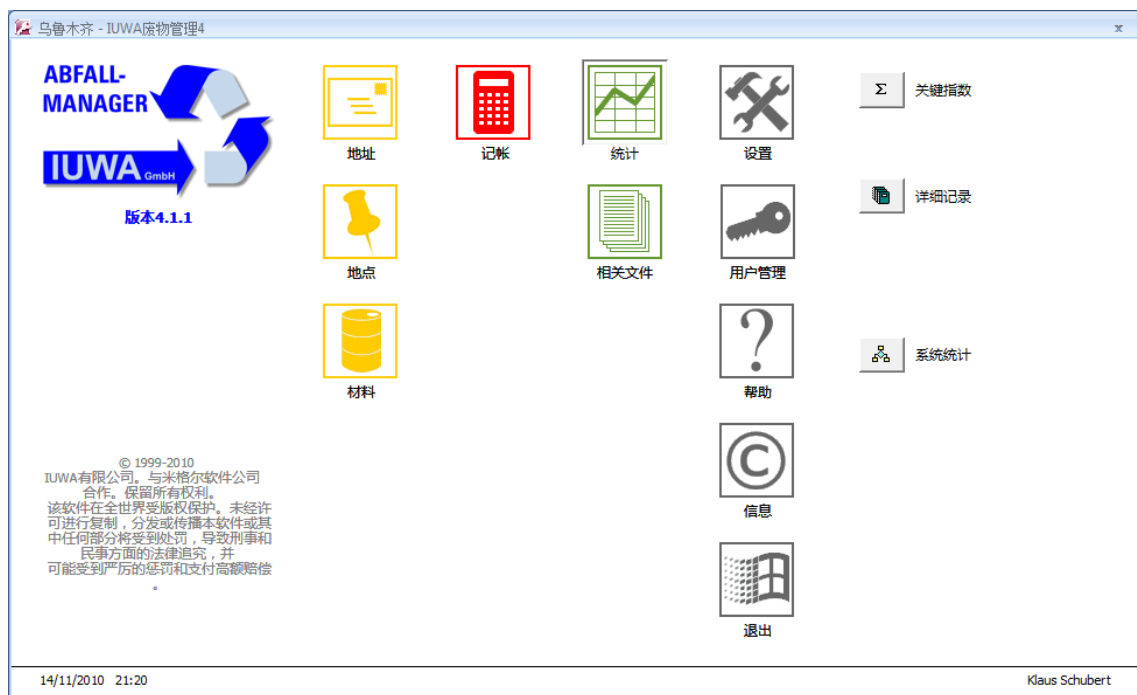 乌鲁木齐 - IUWA废物管理4
x
ABFALL-
MANAGER
IUWA GmbH
版本4.1.1
地址
记帐
统计
设置
Σ 关键指数
详细记录
地点
相关文件
用户管理
材料
?
帮助
系统统计
©
信息
退出
© 1999-2010
IUWA有限公司。与米格尔软件公司
合作。保留所有权利。
该软件在全世界受版权保护。未经许
可进行复制，分发或传播本软件或其
中任何部分将受到处罚，导致刑事和
民事方面的法律追究，并
可能受到严厉的惩罚和支付高额赔偿
。
14/11/2010 21:20
Klaus Schubert